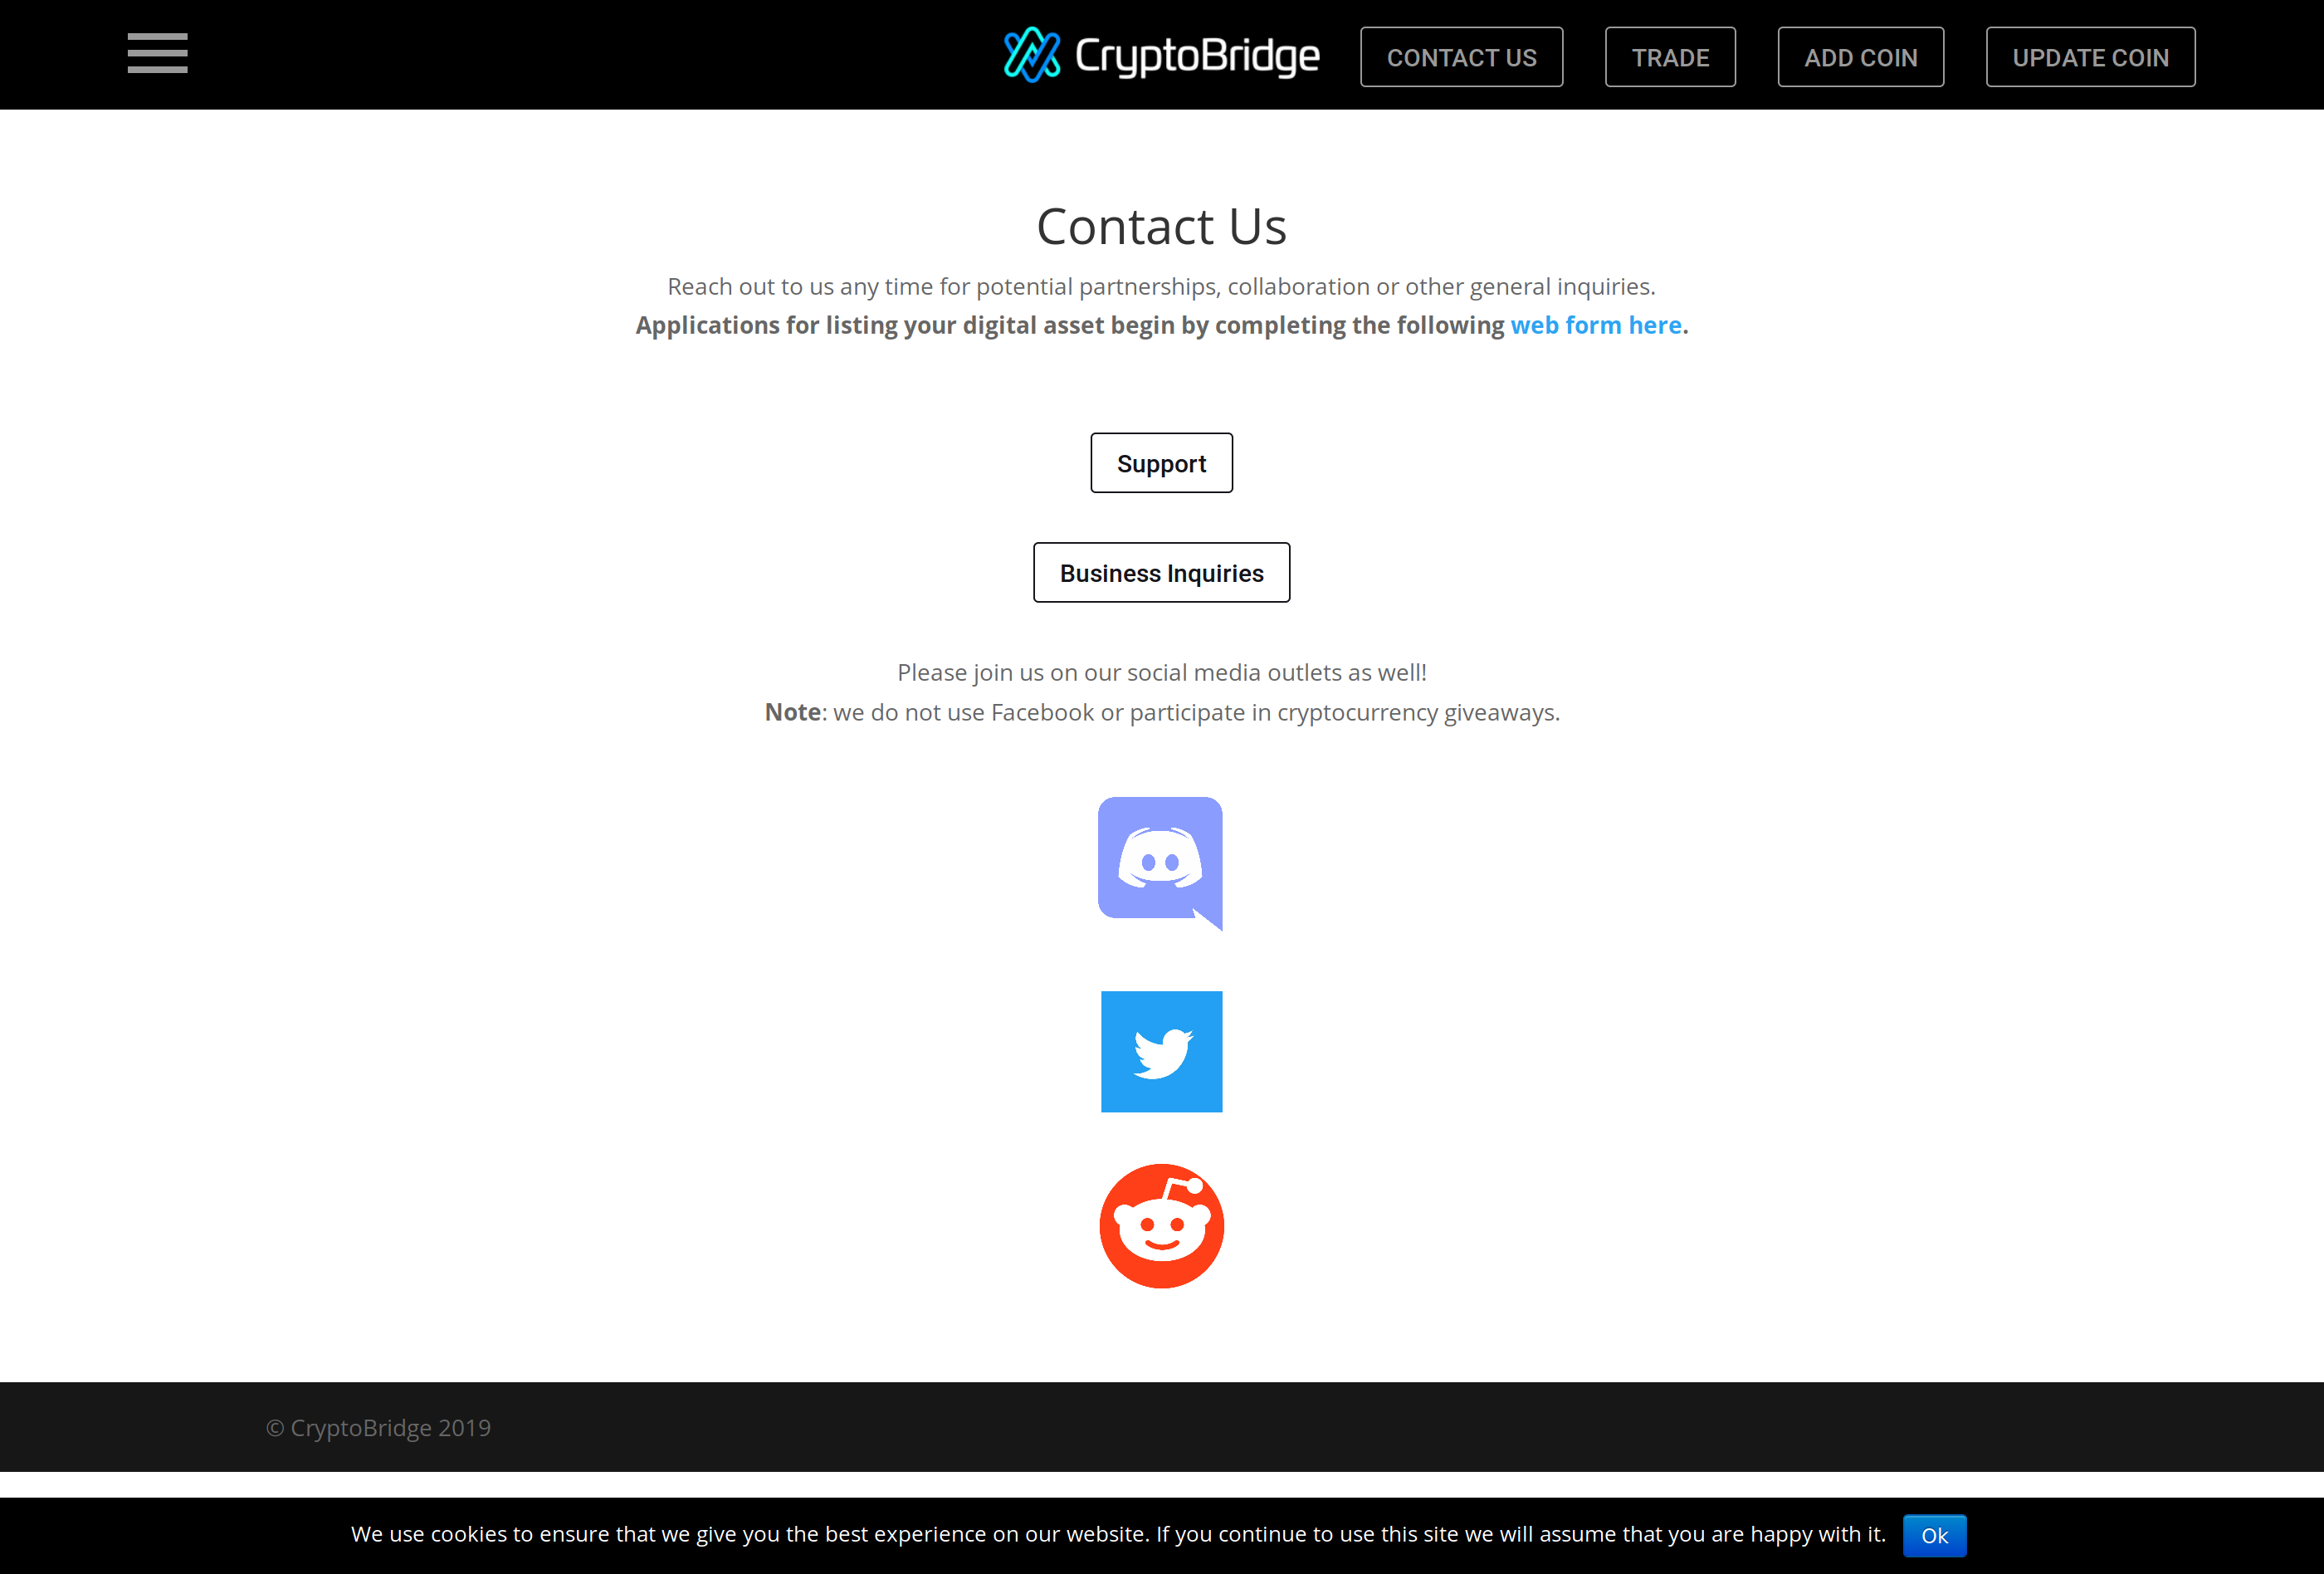 CryptoBridge
CONTACT US
TRADE
ADD COIN
UPDATE COIN
Contact Us
Reach out to us any time for potential partnerships, collaboration or other general inquiries.
Applications for listing your digital asset begin by completing the following web form here.
Support
Business Inquiries
Please join us on our social media outlets as well!
Note: we do not use Facebook or participate in cryptocurrency giveaways.
© CryptoBridge 2019
We use cookies to ensure that we give you the best experience on our website. If you continue to use this site we will assume that you are happy with it.
Ok